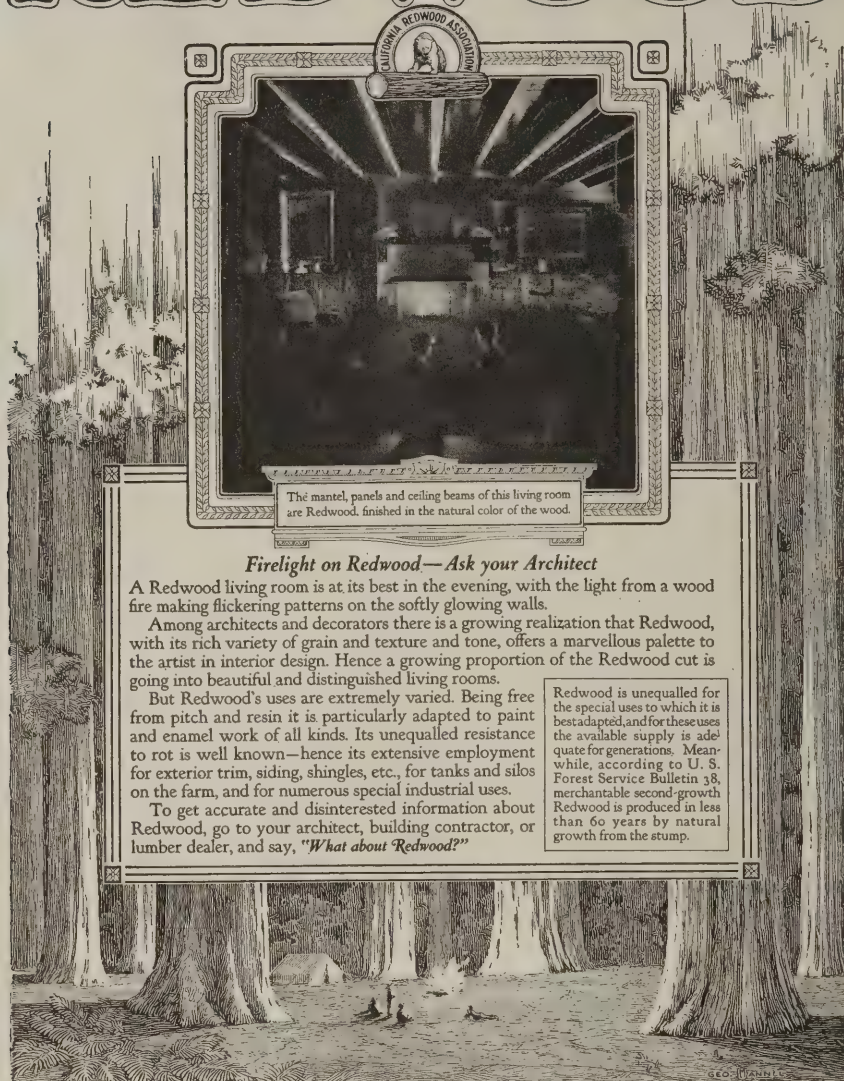 CALIFORNIA REDWOOD ASSOCIATION
The mantel, panels and ceiling beams of this living room
are Redwood, finished in the natural color of the wood.
Firelight on Redwood—Ask your Architect
A Redwood living room is at its best in the evening, with the light from a wood
fire making flickering patterns on the softly glowing walls.
Among architects and decorators there is a growing realization that Redwood,
with its rich variety of grain and texture and tone, offers a marvellous palette to
the artist in interior design. Hence a growing proportion of the Redwood cut is
going into beautiful and distinguished living rooms.
But Redwood's uses are extremely varied. Being free
from pitch and resin it is particularly adapted to paint
and enamel work of all kinds. Its unequalled resistance
to rot is well known—hence its extensive employment
for exterior trim, siding, shingles, etc., for tanks and silos
on the farm, and for numerous special industrial uses.
To get accurate and disinterested information about
Redwood, go to your architect, building contractor, or
lumber dealer, and say, "What about Redwood?"
Redwood is unequalled for
the special uses to which it is
best adapted, and for these uses
the available supply is ade-
quate for generations. Mean-
while, according to U. S.
Forest Service Bulletin 38,
merchantable second-growth
Redwood is produced in less
than 60 years by natural
growth from the stump.
GEO.